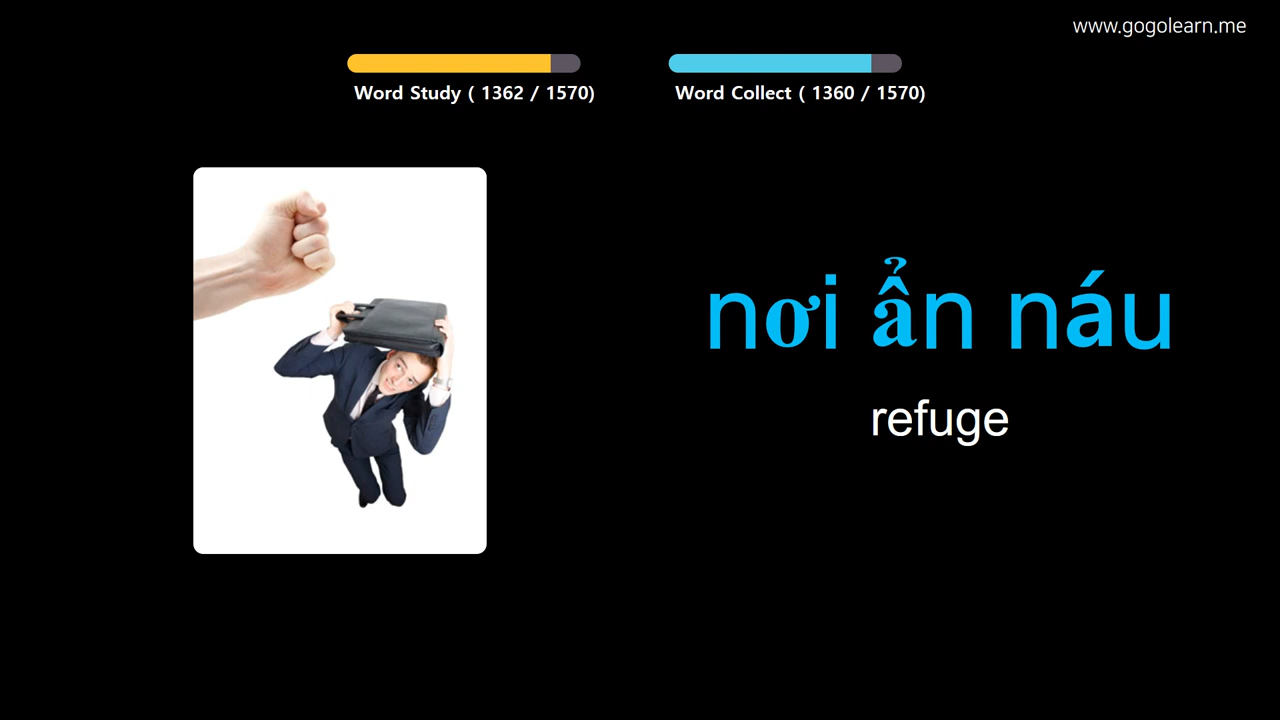 www.gogolearn.me
Word Study ( 1362 / 1570)
Word Collect ( 1360 / 1570)
nơi ẩn náu
refuge